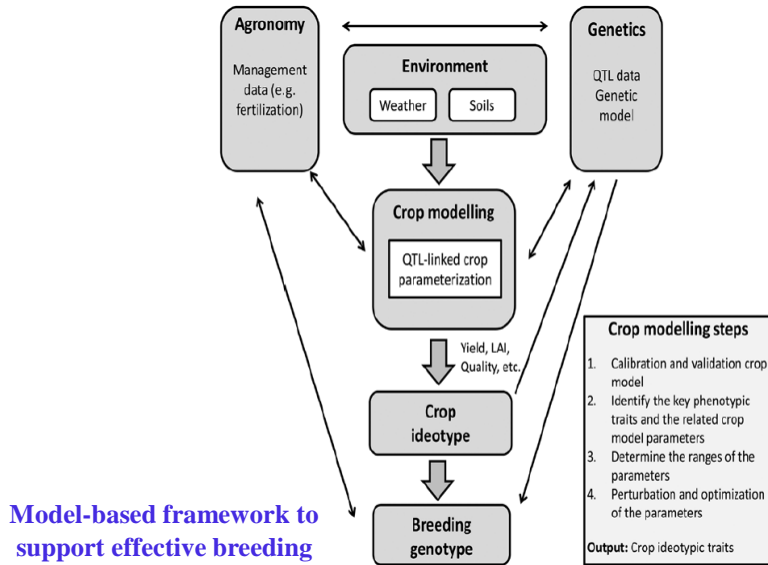 Agronomy
Management
data (e.g.
fertilization)
Environment
Weather
Soils
Genetics
QTL data
Genetic
model
Crop modelling
QTL-linked crop
parameterization
Yield, LAI,
Quality, etc.
Crop
ideotype
Breeding
genotype
Crop modelling steps
1. Calibration and validation crop
model
2. Identify the key phenotypic
traits and the related crop
model parameters
3. Determine the ranges of the
parameters
4. Perturbation and optimization
of the parameters
Output: Crop ideotypic traits
Model-based framework to
support effective breeding